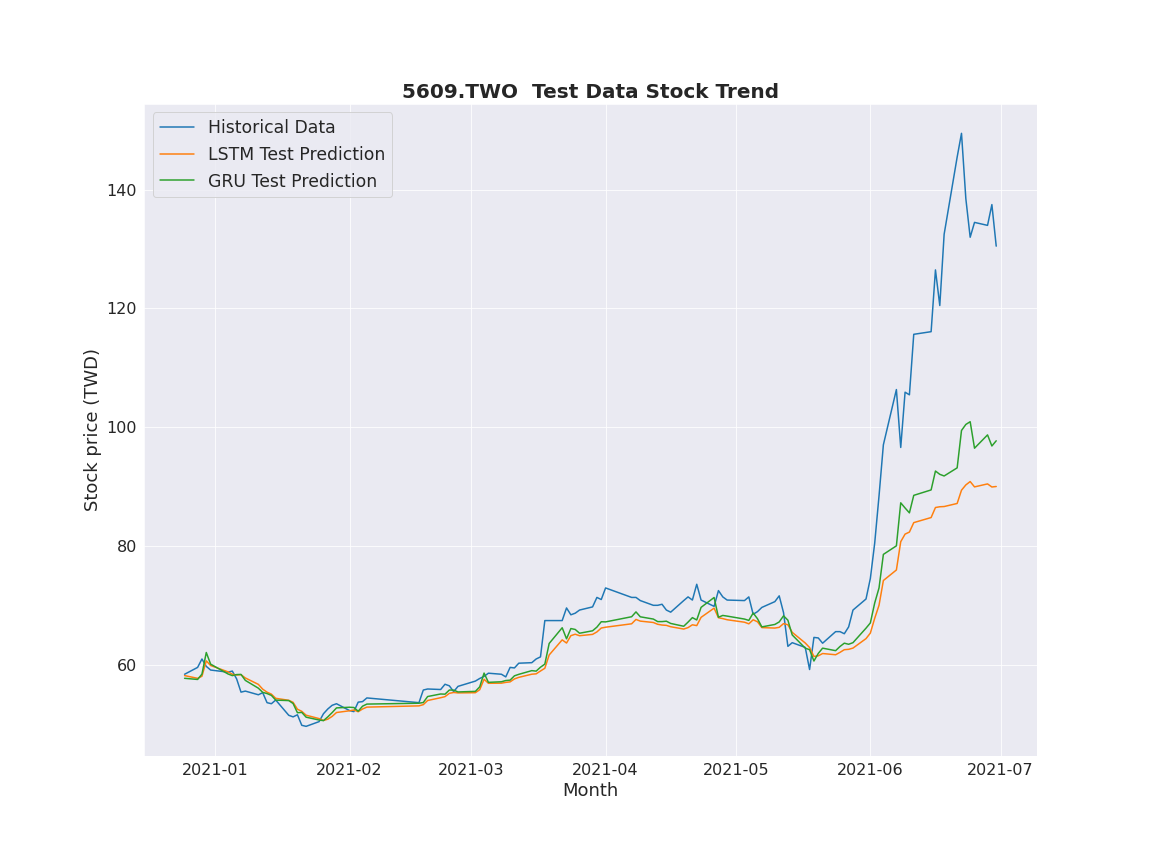 5609.TWO  Test Data Stock Trend
Historical Data
LSTM Test Prediction
GRU Test Prediction
Stock price (TWD)
140
120
100
80
60
2021-01 2021-02 2021-03 2021-04 2021-05 2021-06 2021-07
Month